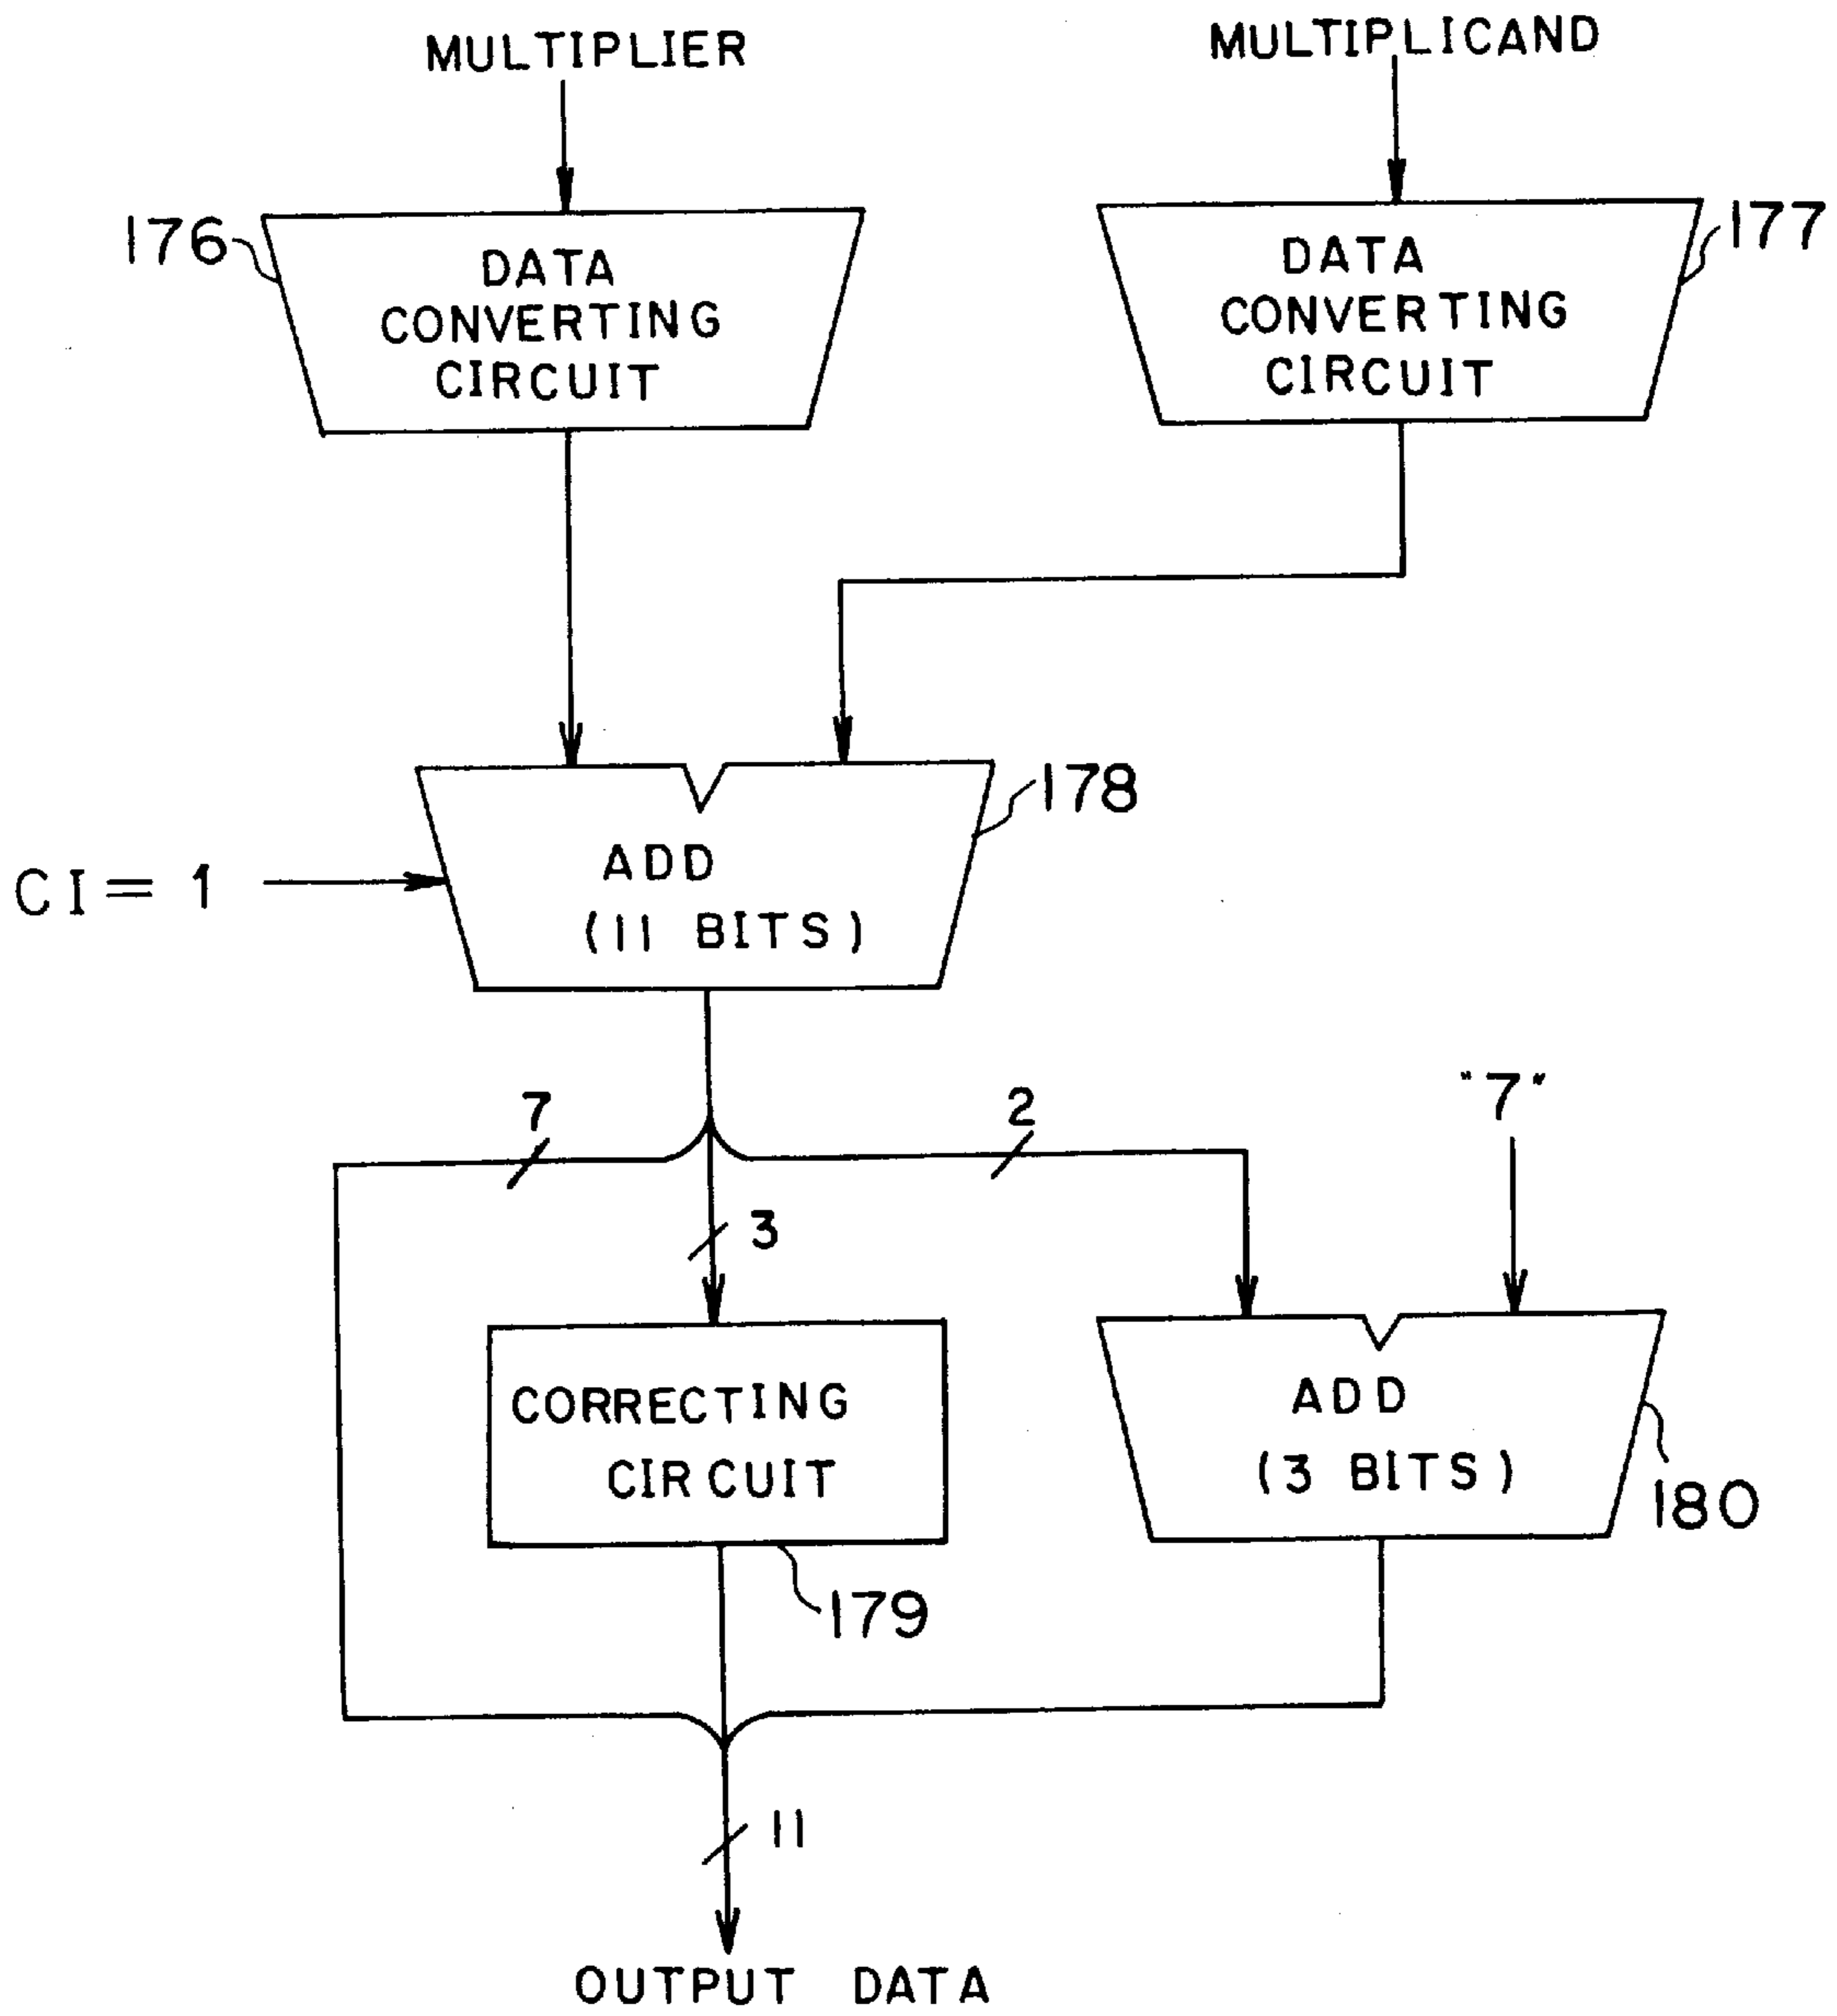 MULTIPLIER
MULTIPLICAND
176
DATA
CONVERTING
CIRCUIT
DATA
CONVERTING
CIRCUIT
177
178
ADD
(11 BITS)
CI = 1
7
2
"7"
3
CORRECTING
CIRCUIT
ADD
(3 BITS)
180
179
11
OUTPUT DATA